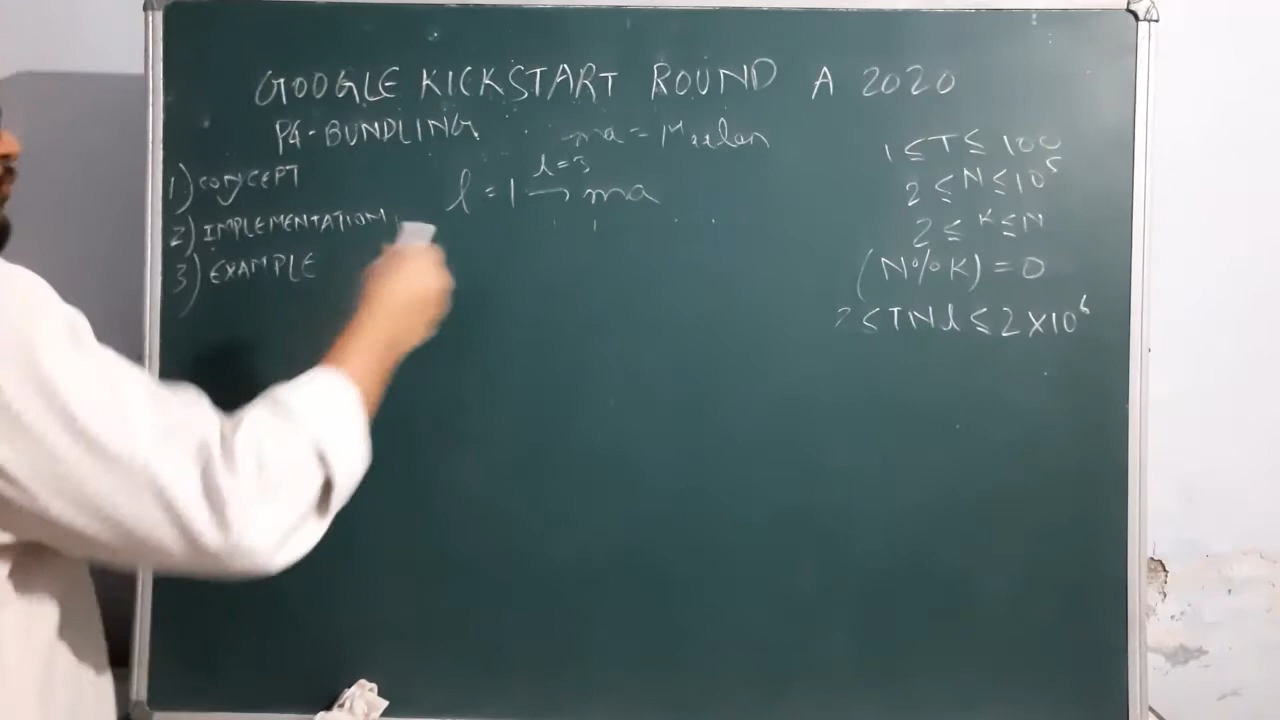 GOOGLE KICKSTART ROUND A 2020
P4 - BUNDLING
ma =
l=3
l = 1 → ma
1) CONCEPT
2) IMPLEMENTATION
3) EXAMPLE
1 ≤ T ≤ 100
2 ≤ N ≤ 10⁵
2 ≤ K ≤ N
(N%K) = 0
2 ≤ TNl ≤ 2×10⁶